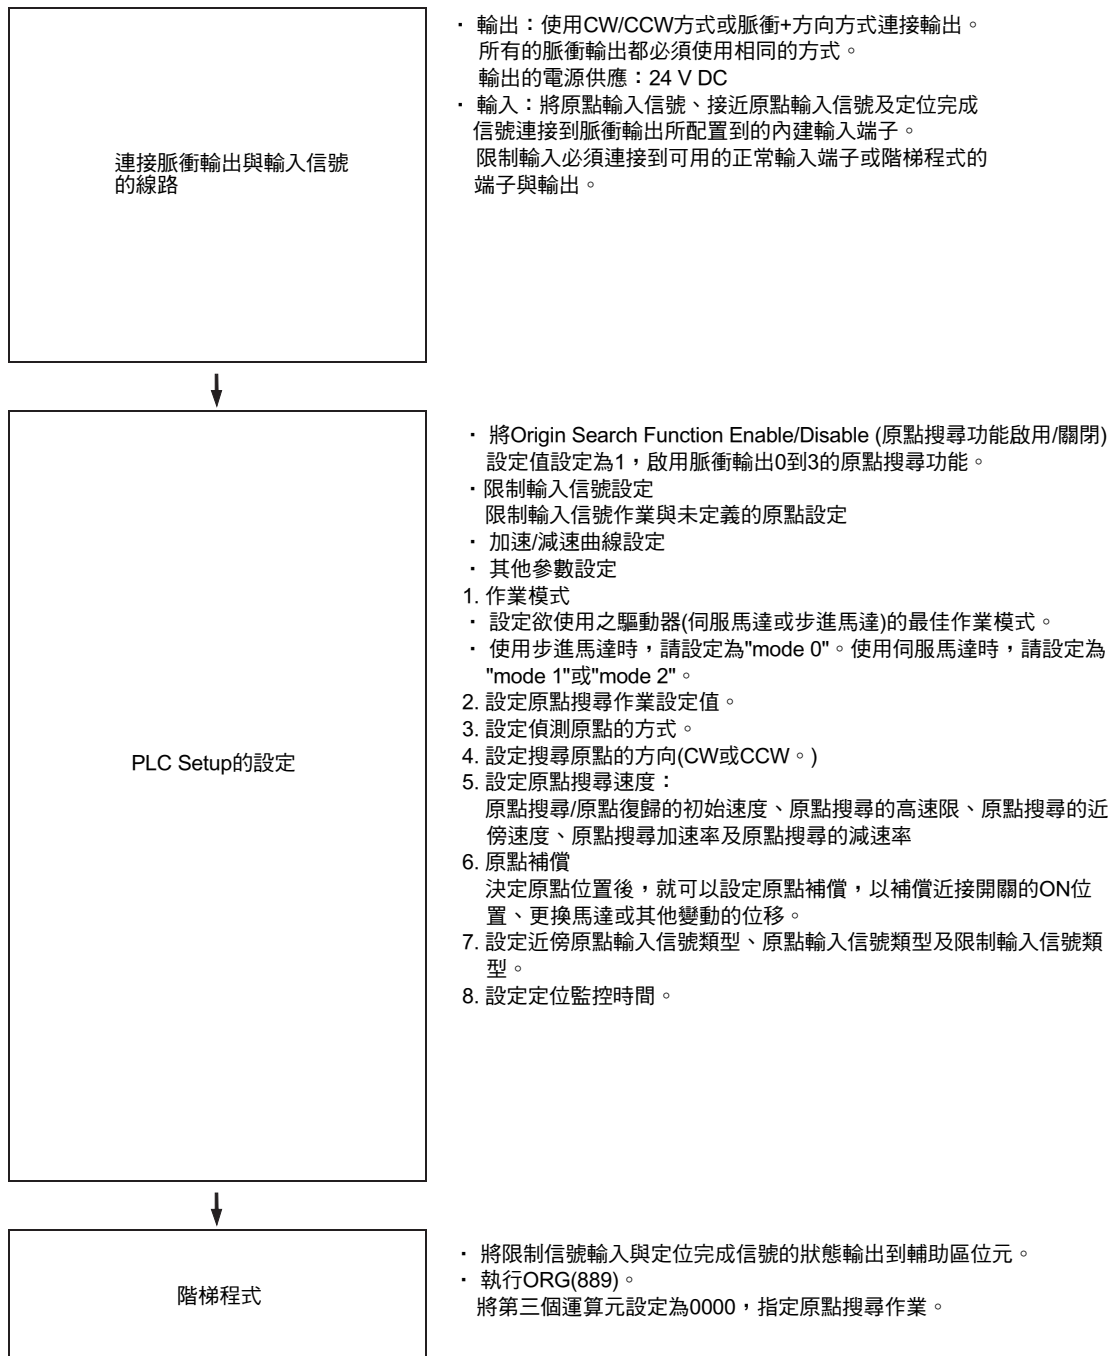 連接脈衝輸出與輸入信號
的線路
・ 輸出：使用CW/CCW方式或脈衝+方向方式連接輸出。
所有的脈衝輸出都必須使用相同的方式。
輸出的電源供應：24 V DC
・ 輸入：將原點輸入信號、接近原點輸入信號及定位完成
信號連接到脈衝輸出所配置到的內建輸入端子。
限制輸入必須連接到可用的正常輸入端子或階梯程式的
端子與輸出。
PLC Setup的設定
・ 將Origin Search Function Enable/Disable (原點搜尋功能啟用/關閉)
設定值設定為1，啟用脈衝輸出0到3的原點搜尋功能。
・限制輸入信號設定
限制輸入信號作業與未定義的原點設定
・ 加速/減速曲線設定
・ 其他參數設定
1. 作業模式
・ 設定欲使用之驅動器(伺服馬達或步進馬達)的最佳作業模式。
・ 使用步進馬達時，請設定為"mode 0"。使用伺服馬達時，請設定為
"mode 1"或"mode 2"。
2. 設定原點搜尋作業設定值。
3. 設定偵測原點的方式。
4. 設定搜尋原點的方向(CW或CCW。)
5. 設定原點搜尋速度：
原點搜尋/原點復歸的初始速度、原點搜尋的高速限、原點搜尋的近
傍速度、原點搜尋加速率及原點搜尋的減速率
6. 原點補償
決定原點位置後，就可以設定原點補償，以補償近接開關的ON位
置、更換馬達或其他變動的位移。
7. 設定近傍原點輸入信號類型、原點輸入信號類型及限制輸入信號類
型。
8. 設定定位監控時間。
階梯程式
・ 將限制信號輸入與定位完成信號的狀態輸出到輔助區位元。
・ 執行ORG(889)。
將第三個運算元設定為0000，指定原點搜尋作業。